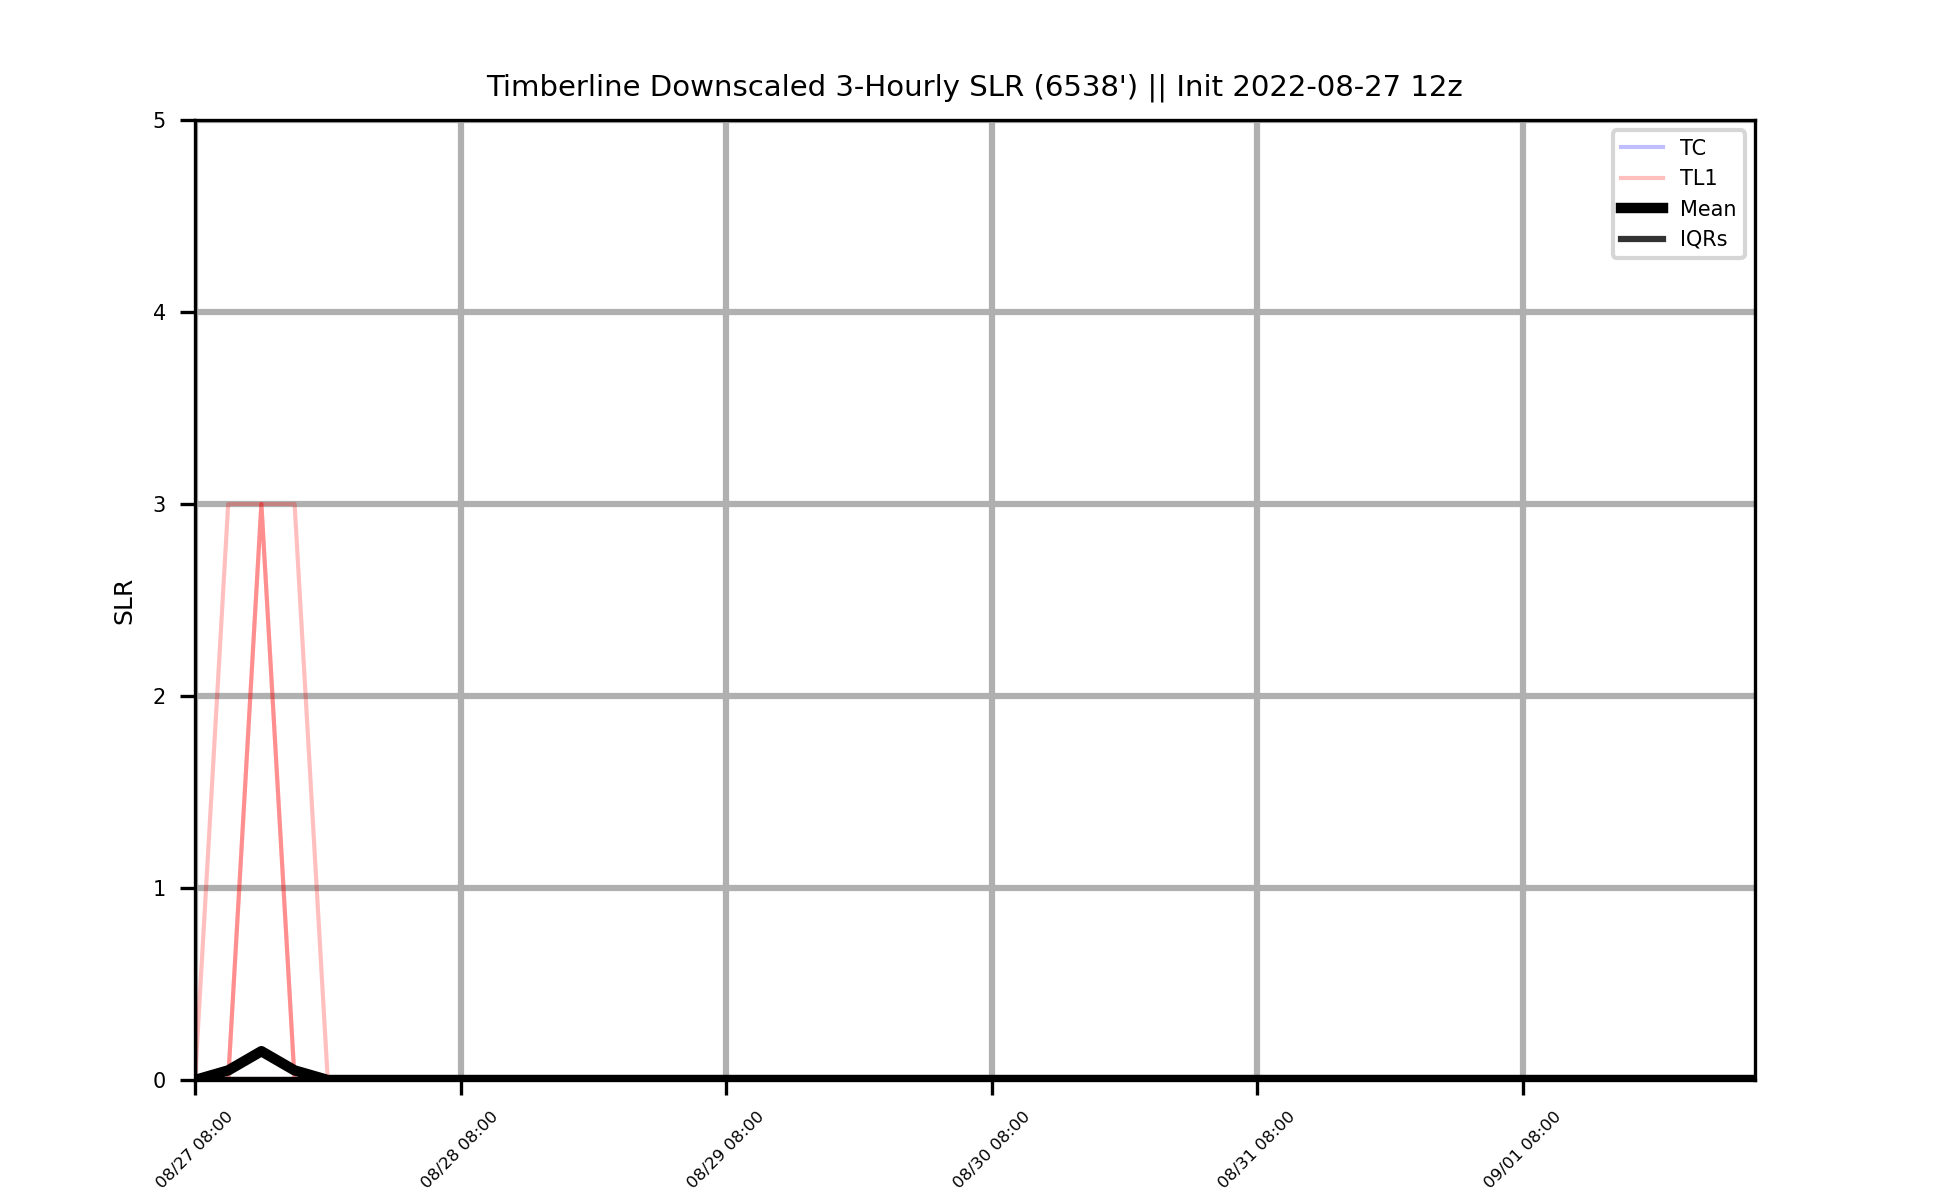 Timberline Downscaled 3-Hourly SLR (6538') || Init 2022-08-27 12z
5
4
3
2
1
0
SLR
TC
TL1
Mean
IQRs
08/27 08:00
08/28 08:00
08/29 08:00
08/30 08:00
08/31 08:00
09/01 08:00